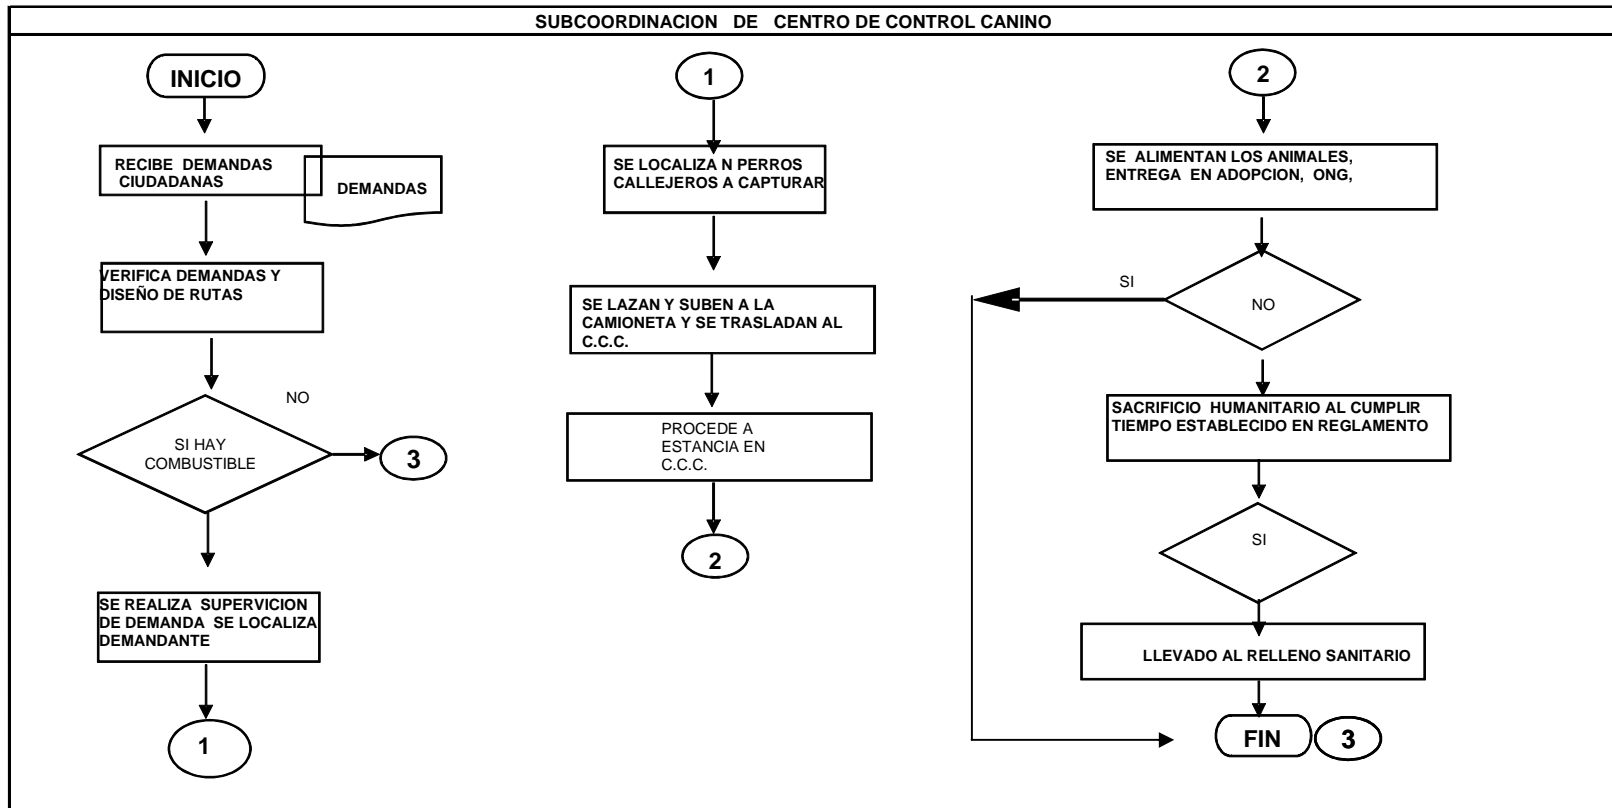 SUBCOORDINACION DE CENTRO DE CONTROL CANINO
INICIO
RECIBE DEMANDAS
CIUDADANAS
DEMANDAS
VERIFICA DEMANDAS Y
DISEÑO DE RUTAS
NO
SI HAY
COMBUSTIBLE
3
SE REALIZA SUPERVICION
DE DEMANDA SE LOCALIZA
DEMANDANTE
1
1
SE LOCALIZA N PERROS
CALLEJEROS A CAPTURAR
SE LAZAN Y SUBEN A LA
CAMIONETA Y SE TRASLADAN AL
C.C.C.
PROCEDE A
ESTANCIA EN
C.C.C.
2
2
SE ALIMENTAN LOS ANIMALES,
ENTREGA EN ADOPCION, ONG,
SI
NO
SACRIFICIO HUMANITARIO AL CUMPLIR
TIEMPO ESTABLECIDO EN REGLAMENTO
SI
LLEVADO AL RELLENO SANITARIO
FIN
3